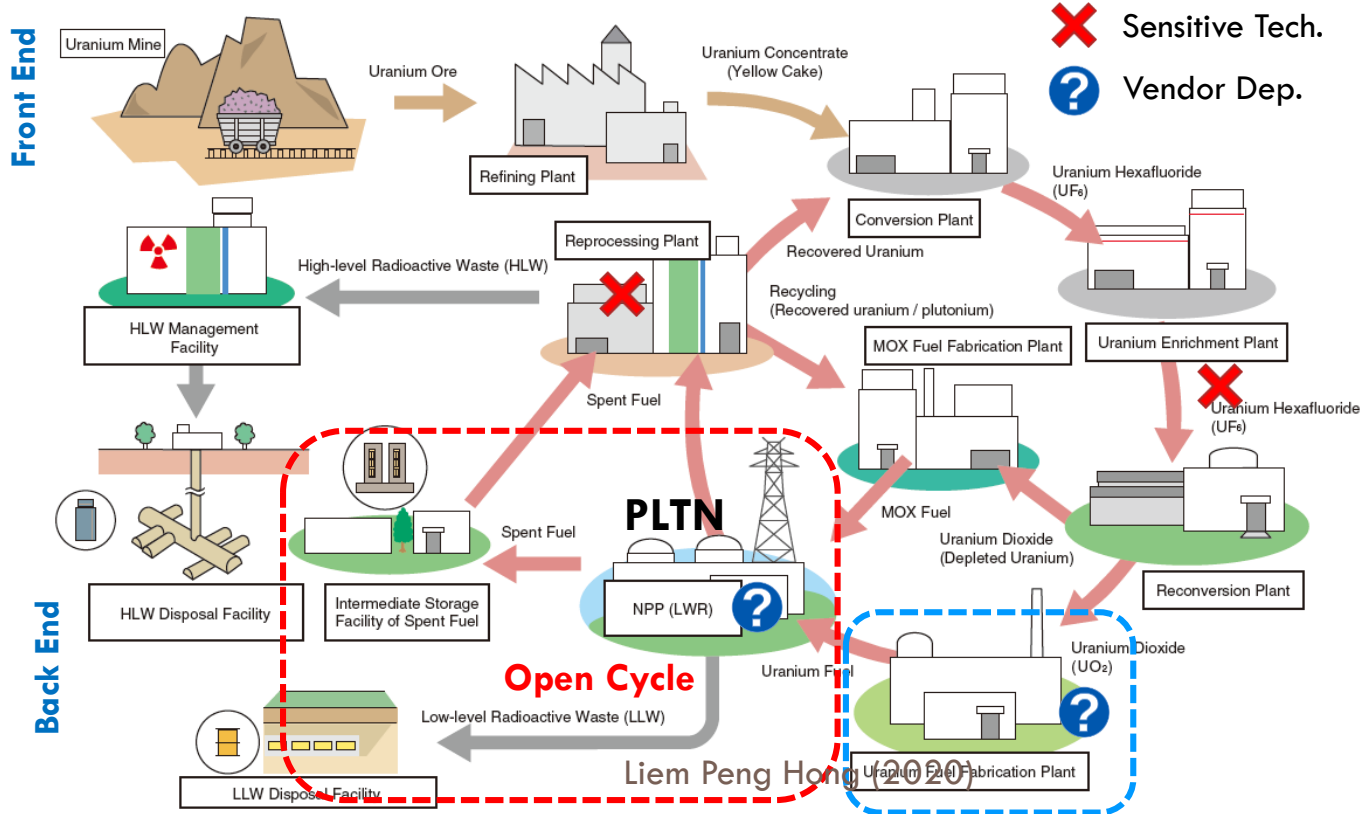 Front End
Uranium Mine
Uranium Ore
Refining Plant
Uranium Concentrate
(Yellow Cake)
Sensitive Tech.
?
Vendor Dep.
Conversion Plant
Uranium Hexafluoride
(UF₆)
Reprocessing Plant
Recovered Uranium
High-level Radioactive Waste (HLW)
Recycling
(Recovered uranium / plutonium)
HLW Management
Facility
MOX Fuel Fabrication Plant
Uranium Enrichment Plant
Spent Fuel
Uranium Hexafluoride
(UF₆)
PLTN
MOX Fuel
Spent Fuel
Uranium Dioxide
(Depleted Uranium)
Reconversion Plant
Back End
HLW Disposal Facility
Intermediate Storage
Facility of Spent Fuel
NPP (LWR)
?
Uranium Dioxide
(UO₂)
Open Cycle
Uranium Fuel
?
Low-level Radioactive Waste (LLW)
Liem Peng Hong (2020)
Uranium Fuel Fabrication Plant
LLW Disposal Facility